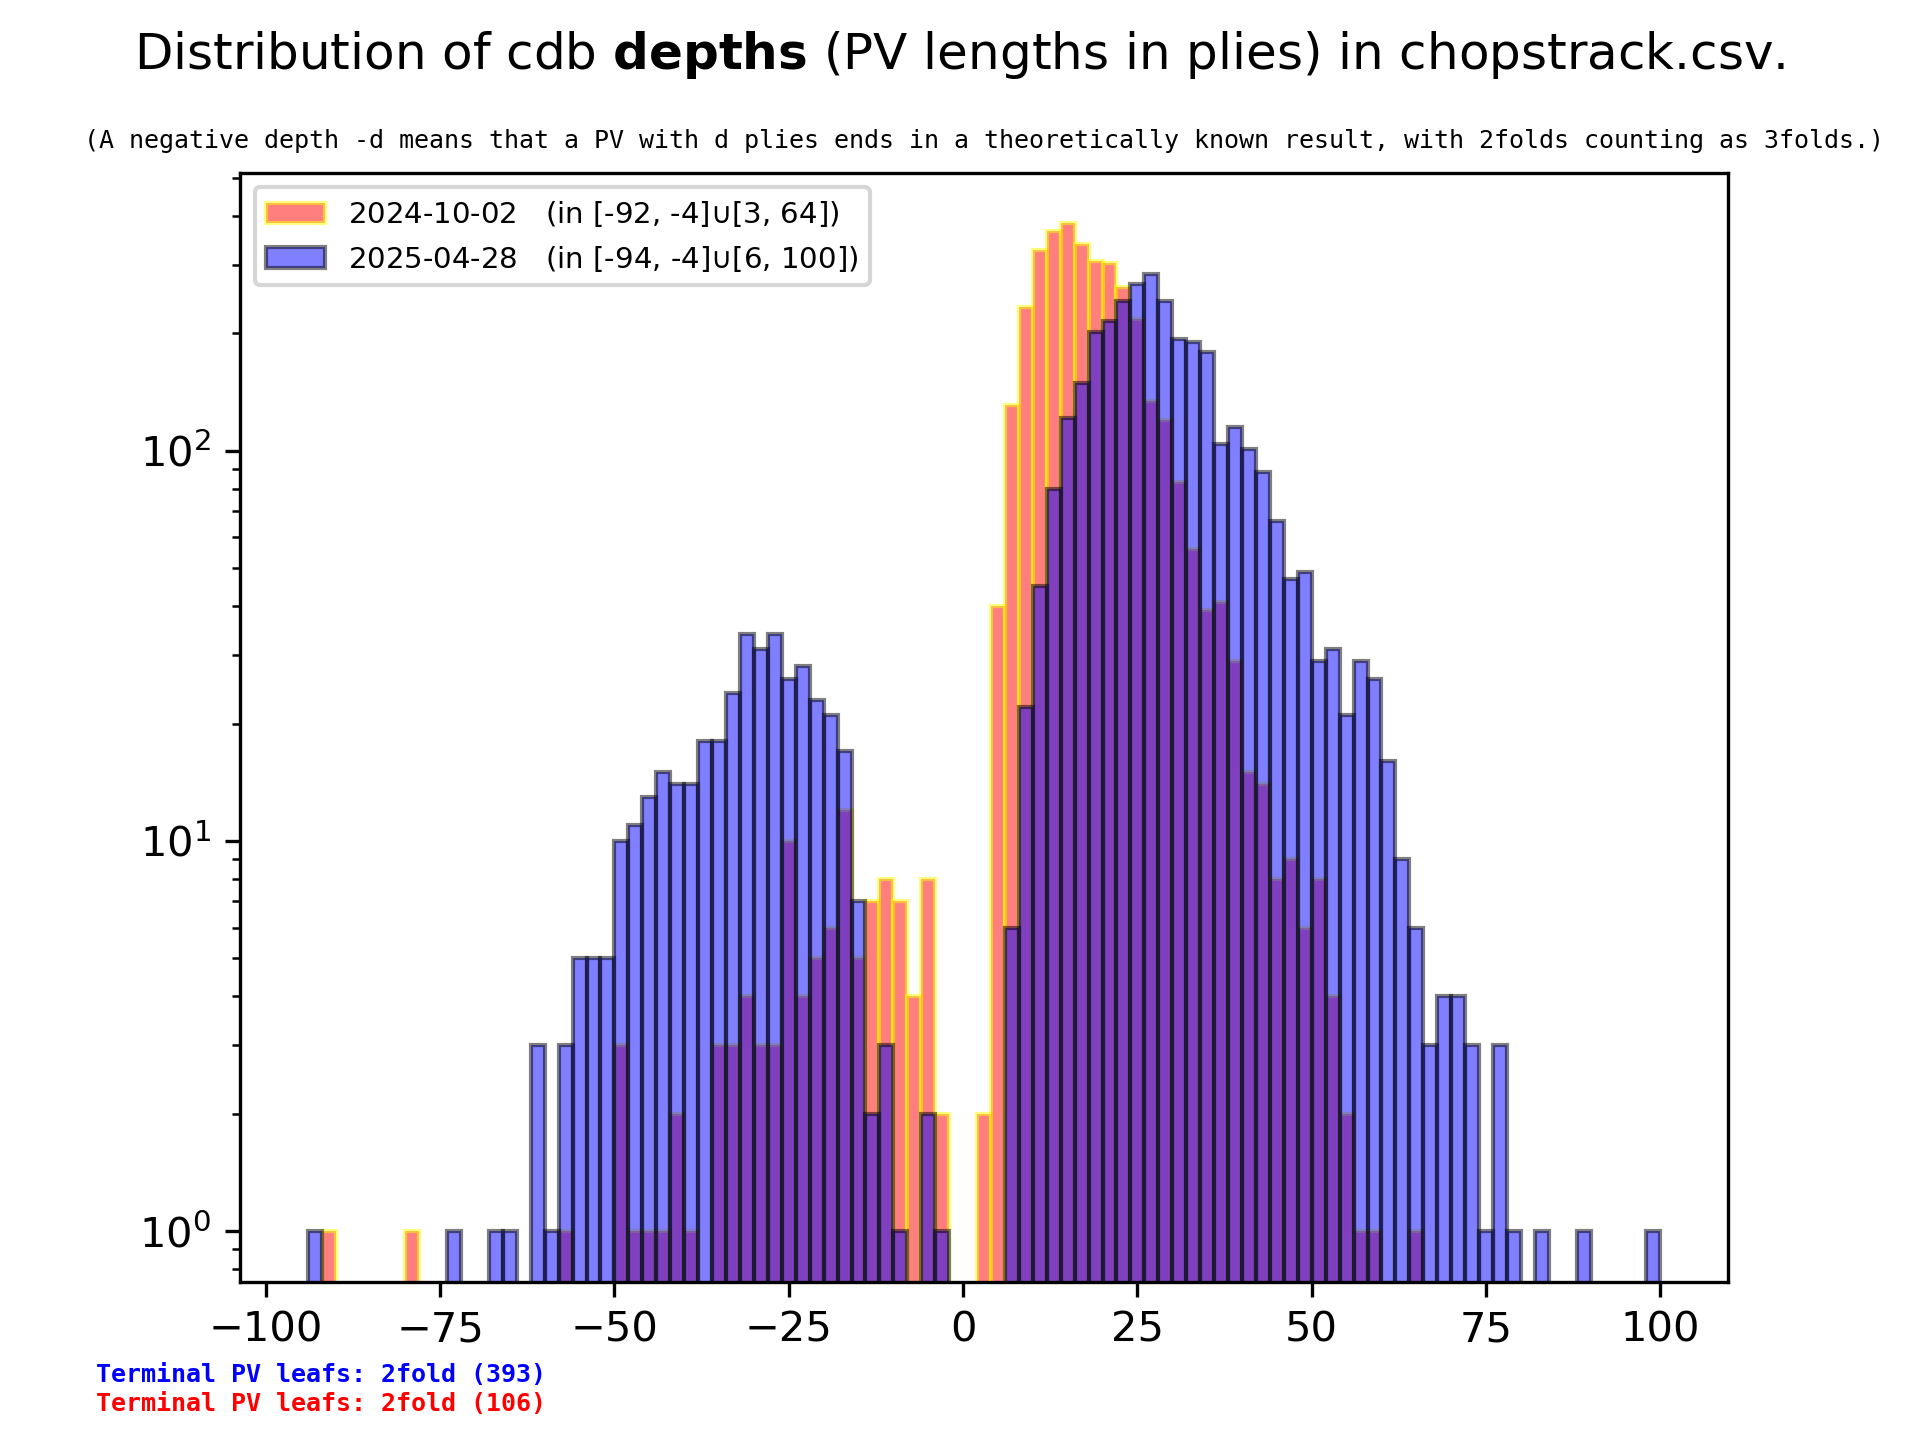 Distribution of cdb depths (PV lengths in plies) in chopstrack.csv.
(A negative depth -d means that a PV with d plies ends in a theoretically known result, with 2folds counting as 3folds.)
2024-10-02 (in [-92, -4]∪[3, 64])
2025-04-28 (in [-94, -4]∪[6, 100])
10²
10¹
10⁰
−100 −75 −50 −25 0 25 50 75 100
Terminal PV leafs: 2fold (393)
Terminal PV leafs: 2fold (106)